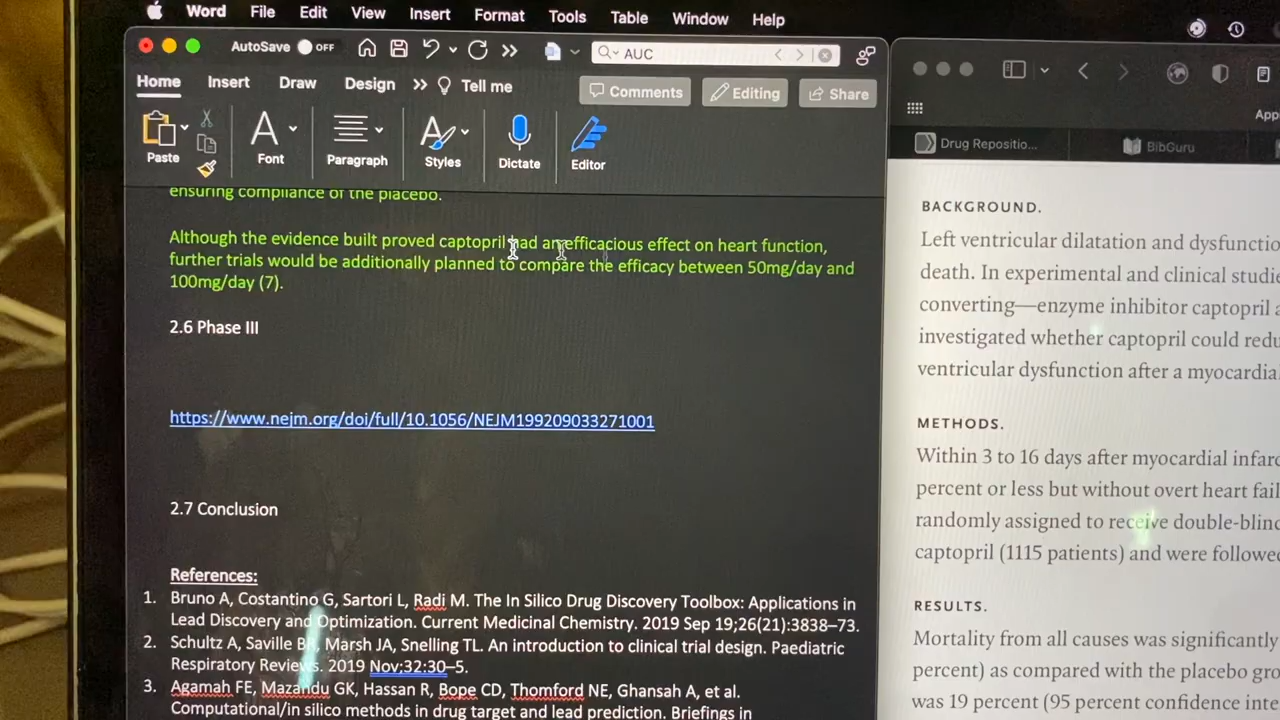 Word File Edit View Insert Format Tools Table Window Help
AutoSave OFF
AUC
Home Insert Draw Design Tell me
Comments Editing Share
Paste Font Paragraph Styles Dictate Editor
ensuring compliance of the placebo.
Although the evidence built proved captopril had an efficacious effect on heart function,
further trials would be additionally planned to compare the efficacy between 50mg/day and
100mg/day (7).
2.6 Phase III
https://www.nejm.org/doi/full/10.1056/NEJM199209033271001
2.7 Conclusion
References:
1. Bruno A, Costantino G, Sartori L, Radi M. The In Silico Drug Discovery Toolbox: Applications in
Lead Discovery and Optimization. Current Medicinal Chemistry. 2019 Sep 19;26(21):3838–73.
2. Schultz A, Saville BR, Marsh JA, Snelling TL. An introduction to clinical trial design. Paediatric
Respiratory Reviews. 2019 Nov;32:30–5.
3. Agamah FE, Mazandu GK, Hassan R, Bope CD, Thomford NE, Ghansah A, et al.
Computational/in silico methods in drug target and lead prediction. Briefings in
App
Drug Repositio... BibGuru
BACKGROUND.
Left ventricular dilatation and dysfunctio
death. In experimental and clinical studie
converting—enzyme inhibitor captopril a
investigated whether captopril could redu
ventricular dysfunction after a myocardia
METHODS.
Within 3 to 16 days after myocardial infarc
percent or less but without overt heart fail
randomly assigned to receive double-blind
captopril (1115 patients) and were followe
RESULTS.
Mortality from all causes was significantly
percent) as compared with the placebo gro
was 19 percent (95 percent confidence inte